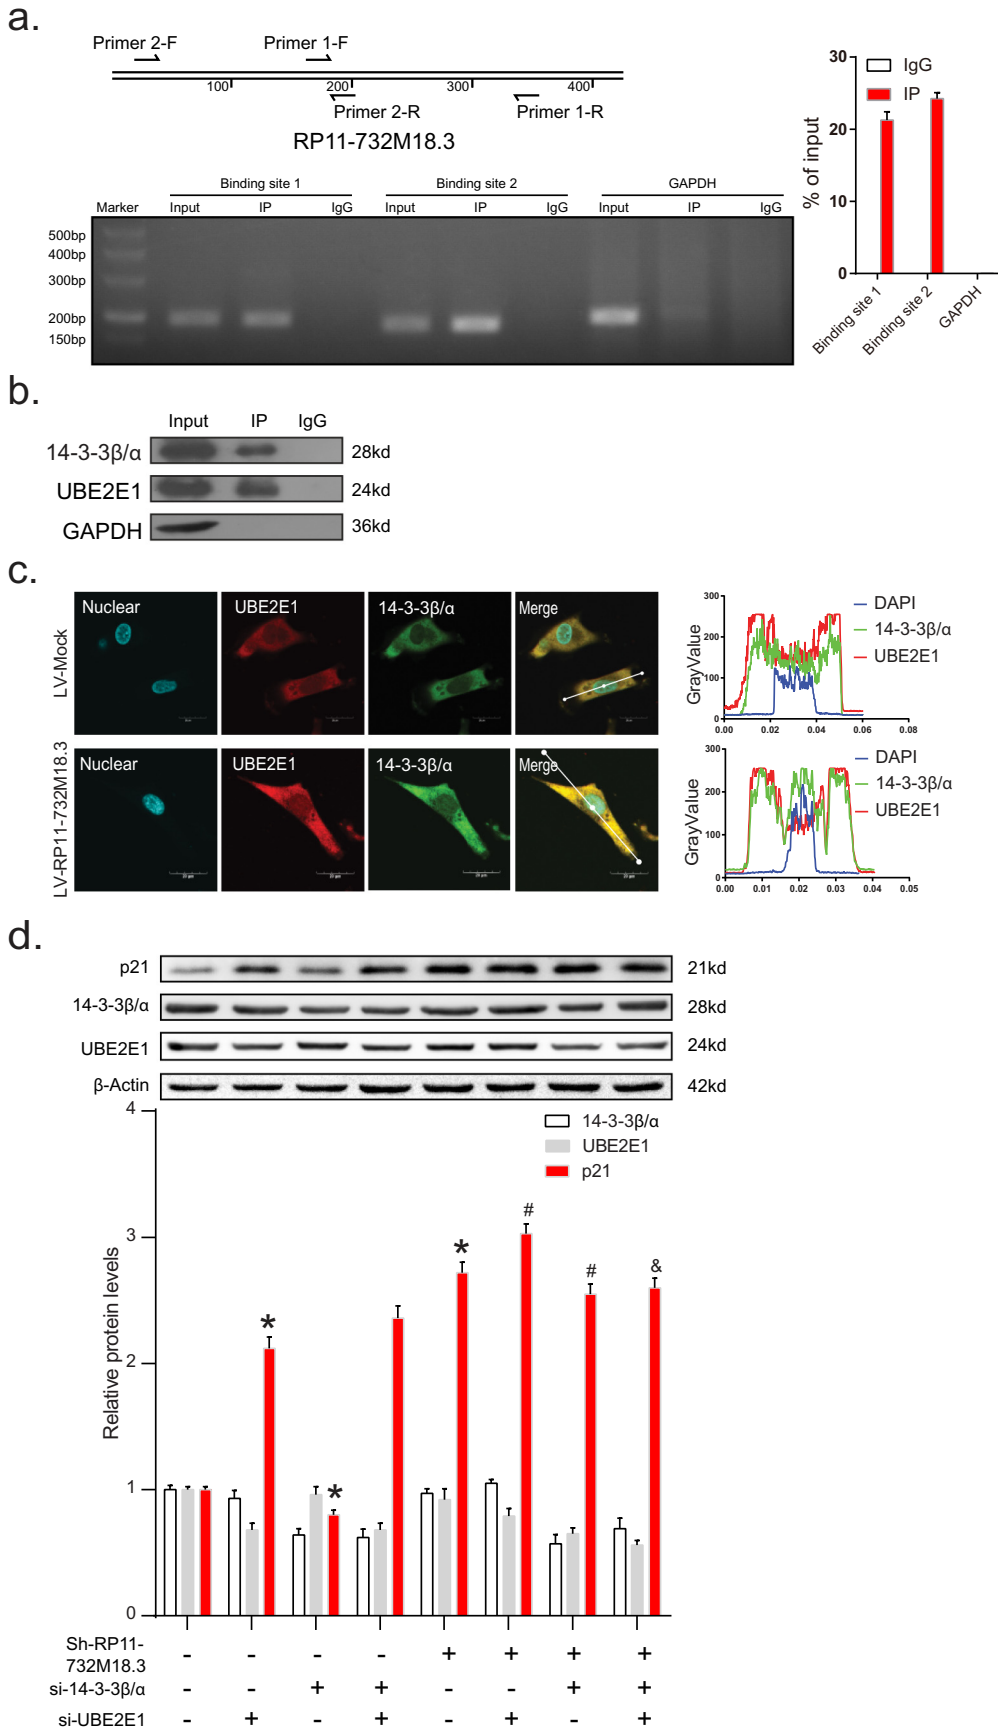 a.
Primer 2-F Primer 1-F
100 200 300 400
Primer 2-R Primer 1-R
RP11-732M18.3
Binding site 1 Binding site 2 GAPDH
Marker Input IP IgG Input IP IgG Input IP IgG
500bp
400bp
300bp
200bp
150bp
30
20
10
0
% of input
IgG
IP
Binding site 1
Binding site 2
GAPDH
b.
Input IP IgG
14-3-3β/α 28kd
UBE2E1 24kd
GAPDH 36kd
c.
LV-Mock
Nuclear UBE2E1 14-3-3β/α Merge
GrayValue
300
200
100
0
0.00 0.02 0.04 0.06 0.08
DAPI
14-3-3β/α
UBE2E1
LV-RP11-732M18.3
Nuclear UBE2E1 14-3-3β/α Merge
GrayValue
300
200
100
0
0.00 0.01 0.02 0.03 0.04 0.05
DAPI
14-3-3β/α
UBE2E1
d.
p21 21kd
14-3-3β/α 28kd
UBE2E1 24kd
β-Actin 42kd
Relative protein levels
4
3
2
1
0
14-3-3β/α
UBE2E1
p21
* * * # # &
Sh-RP11-
732M18.3 - - - - + + + +
si-14-3-3β/α - - + + - - + +
si-UBE2E1 - + - + - + - +